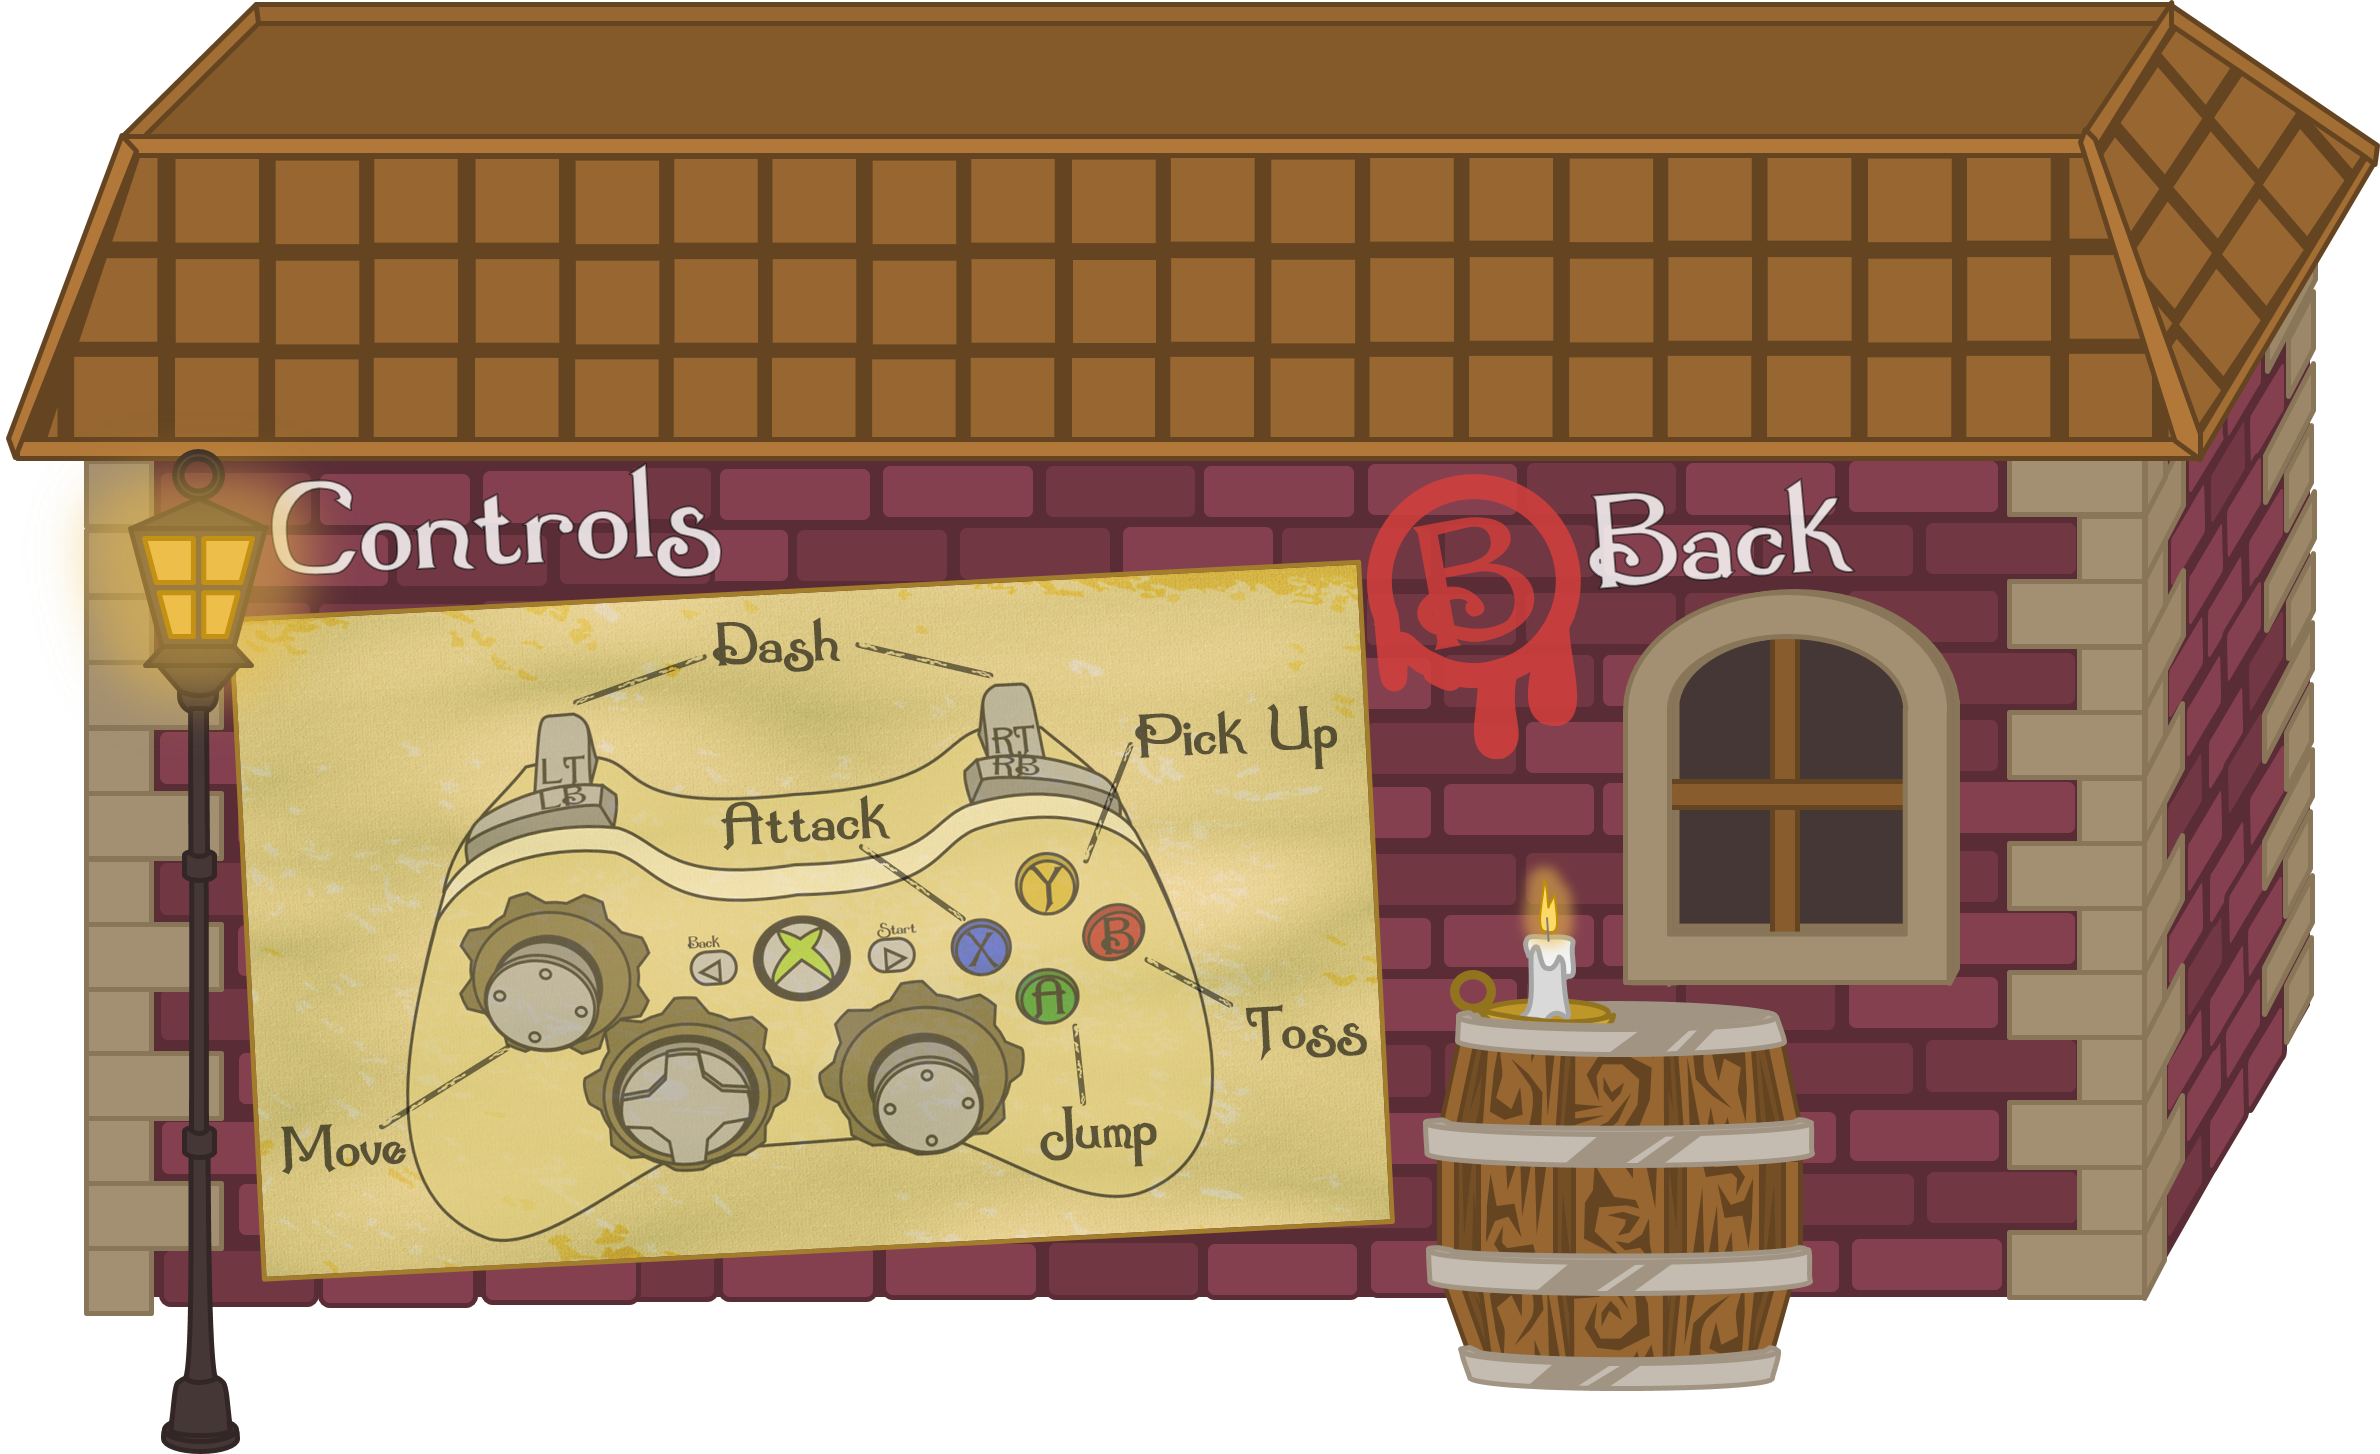 Controls
B Back
Dash
Pick Up
LT
RT
LB
RB
Attack
Y
Back
Start
X
B
A
Toss
Move
Jump